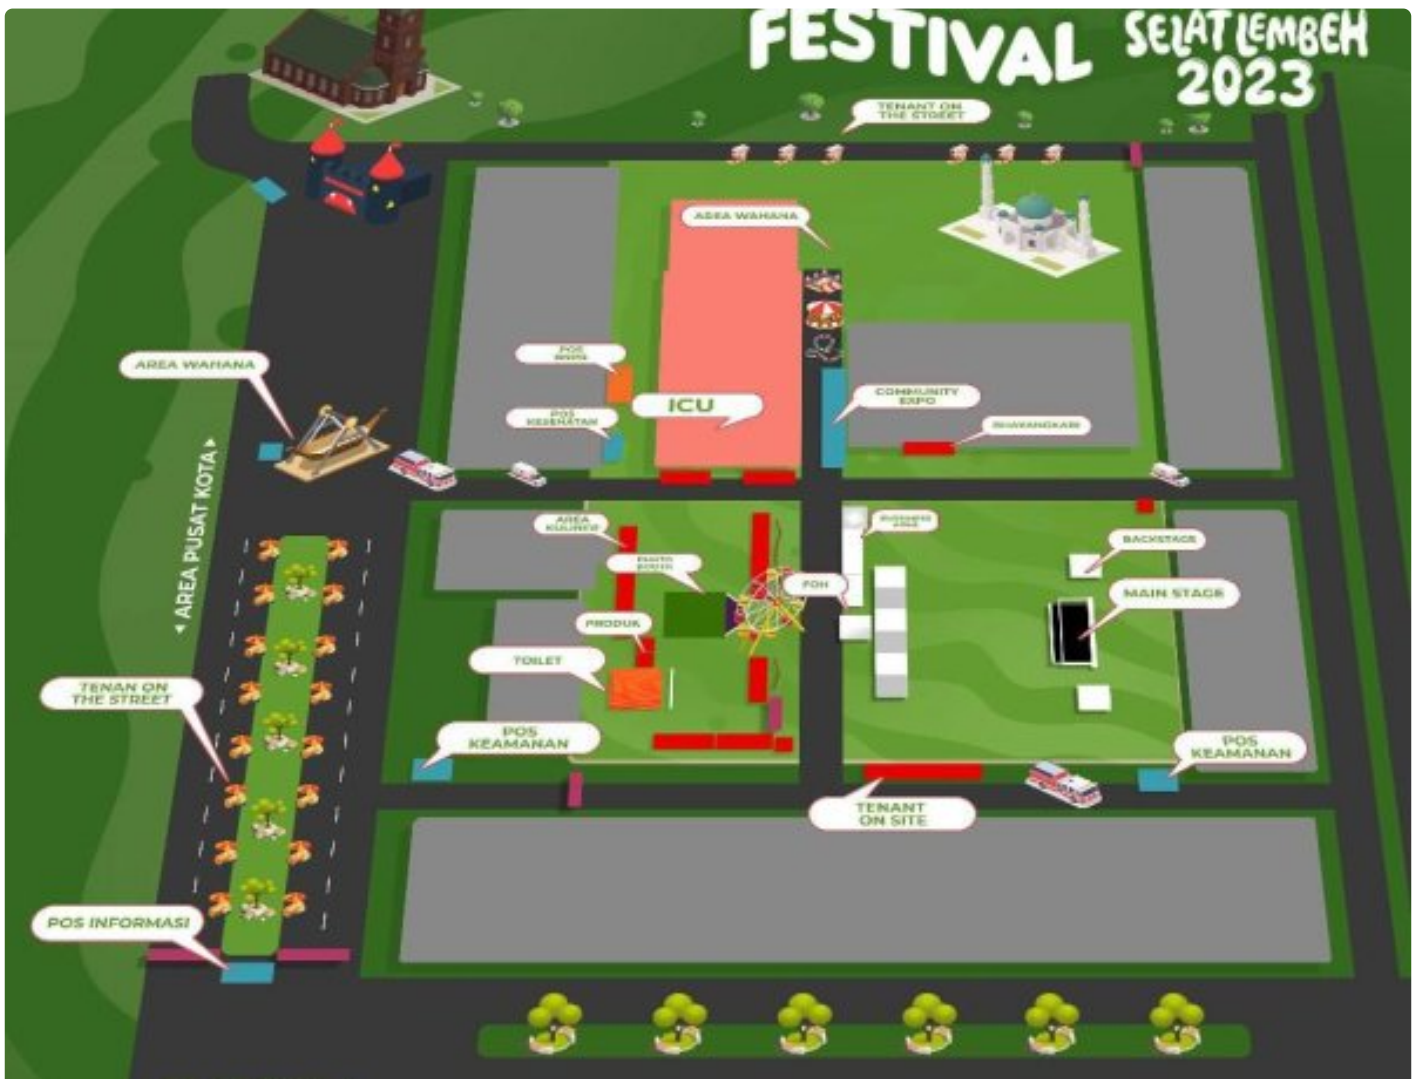 FESTIVAL
SELAT LEMBEH
2023
TENANT ON
THE STREET
AREA WAHANA
POS
AREA WAHANA
ICU
COMMUNITY
EXPO
POS
KESEHATAN
BHAYANGKARI
AREA PUSAT KOTA
AREA
KULINER
BACKSTAGE
PHOTO
BOOTH
FOH
MAIN STAGE
PRODUK
TOILET
TENAN ON
THE STREET
POS
KEAMANAN
POS
KEAMANAN
TENANT
ON SITE
POS INFORMASI